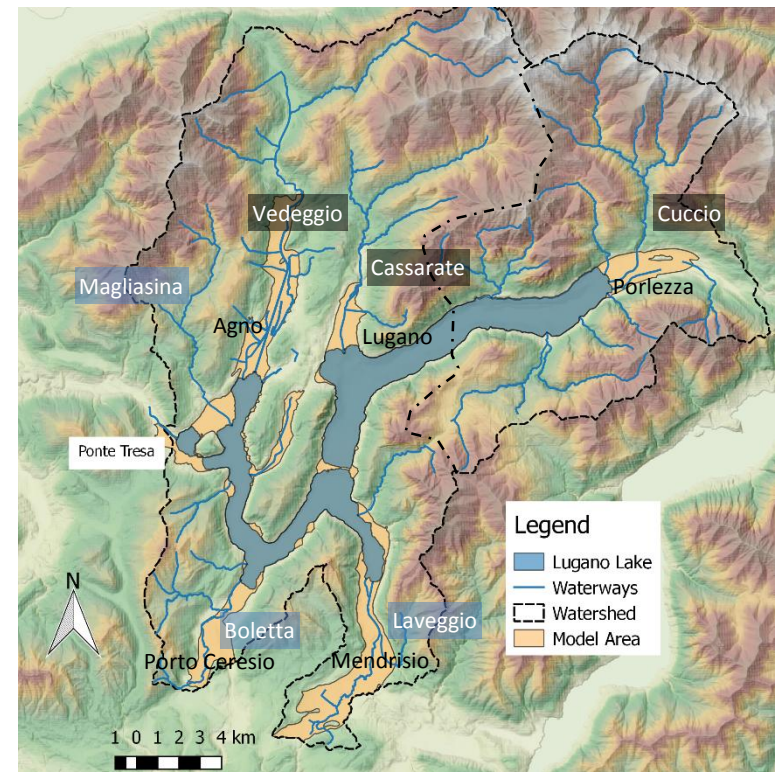 Vedeggio
Cuccio
Cassarate
Magliasina
Porlezza
Agno
Lugano
Ponte Tresa
Legend
Lugano Lake
Waterways
Watershed
Model Area
N
Boletta
Laveggio
Porto Ceresio
Mendrisio
1 0 1 2 3 4 km